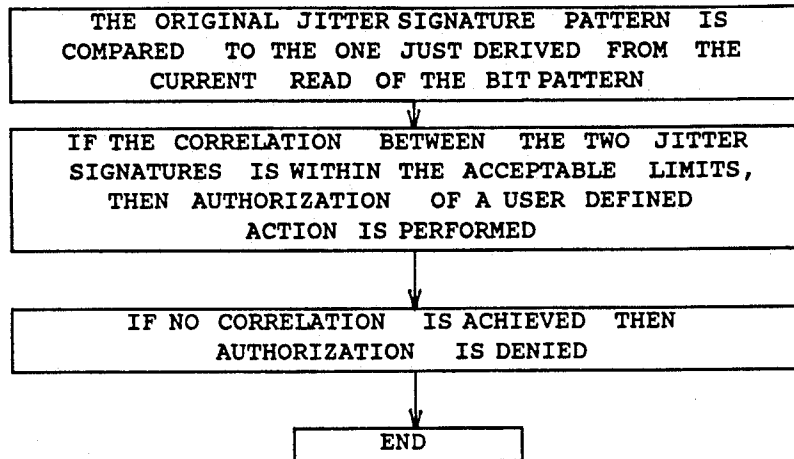 THE ORIGINAL JITTER SIGNATURE PATTERN IS
COMPARED TO THE ONE JUST DERIVED FROM THE
CURRENT READ OF THE BIT PATTERN
IF THE CORRELATION BETWEEN THE TWO JITTER
SIGNATURES IS WITHIN THE ACCEPTABLE LIMITS,
THEN AUTHORIZATION OF A USER DEFINED
ACTION IS PERFORMED
IF NO CORRELATION IS ACHIEVED THEN
AUTHORIZATION IS DENIED
END